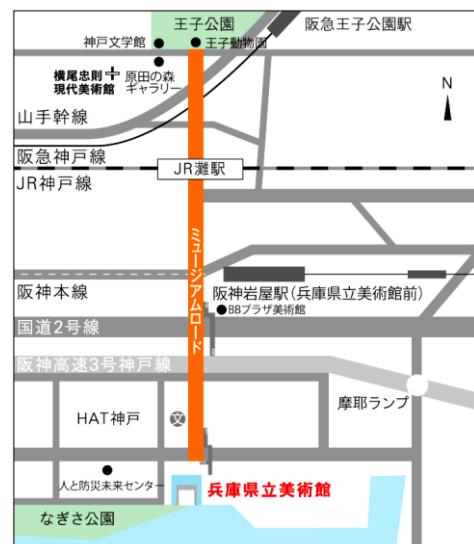 王子公園
阪急王子公園駅
神戸文学館
王子動物園
横尾忠則
現代美術館
原田の森
ギャラリー
N
山手幹線
阪急神戸線
JR灘駅
JR神戸線
ミュージアムロード
阪神本線
阪神岩屋駅(兵庫県立美術館前)
BBプラザ美術館
国道2号線
阪神高速3号神戸線
摩耶ランプ
HAT神戸
文
人と防災未来センター
兵庫県立美術館
なぎさ公園